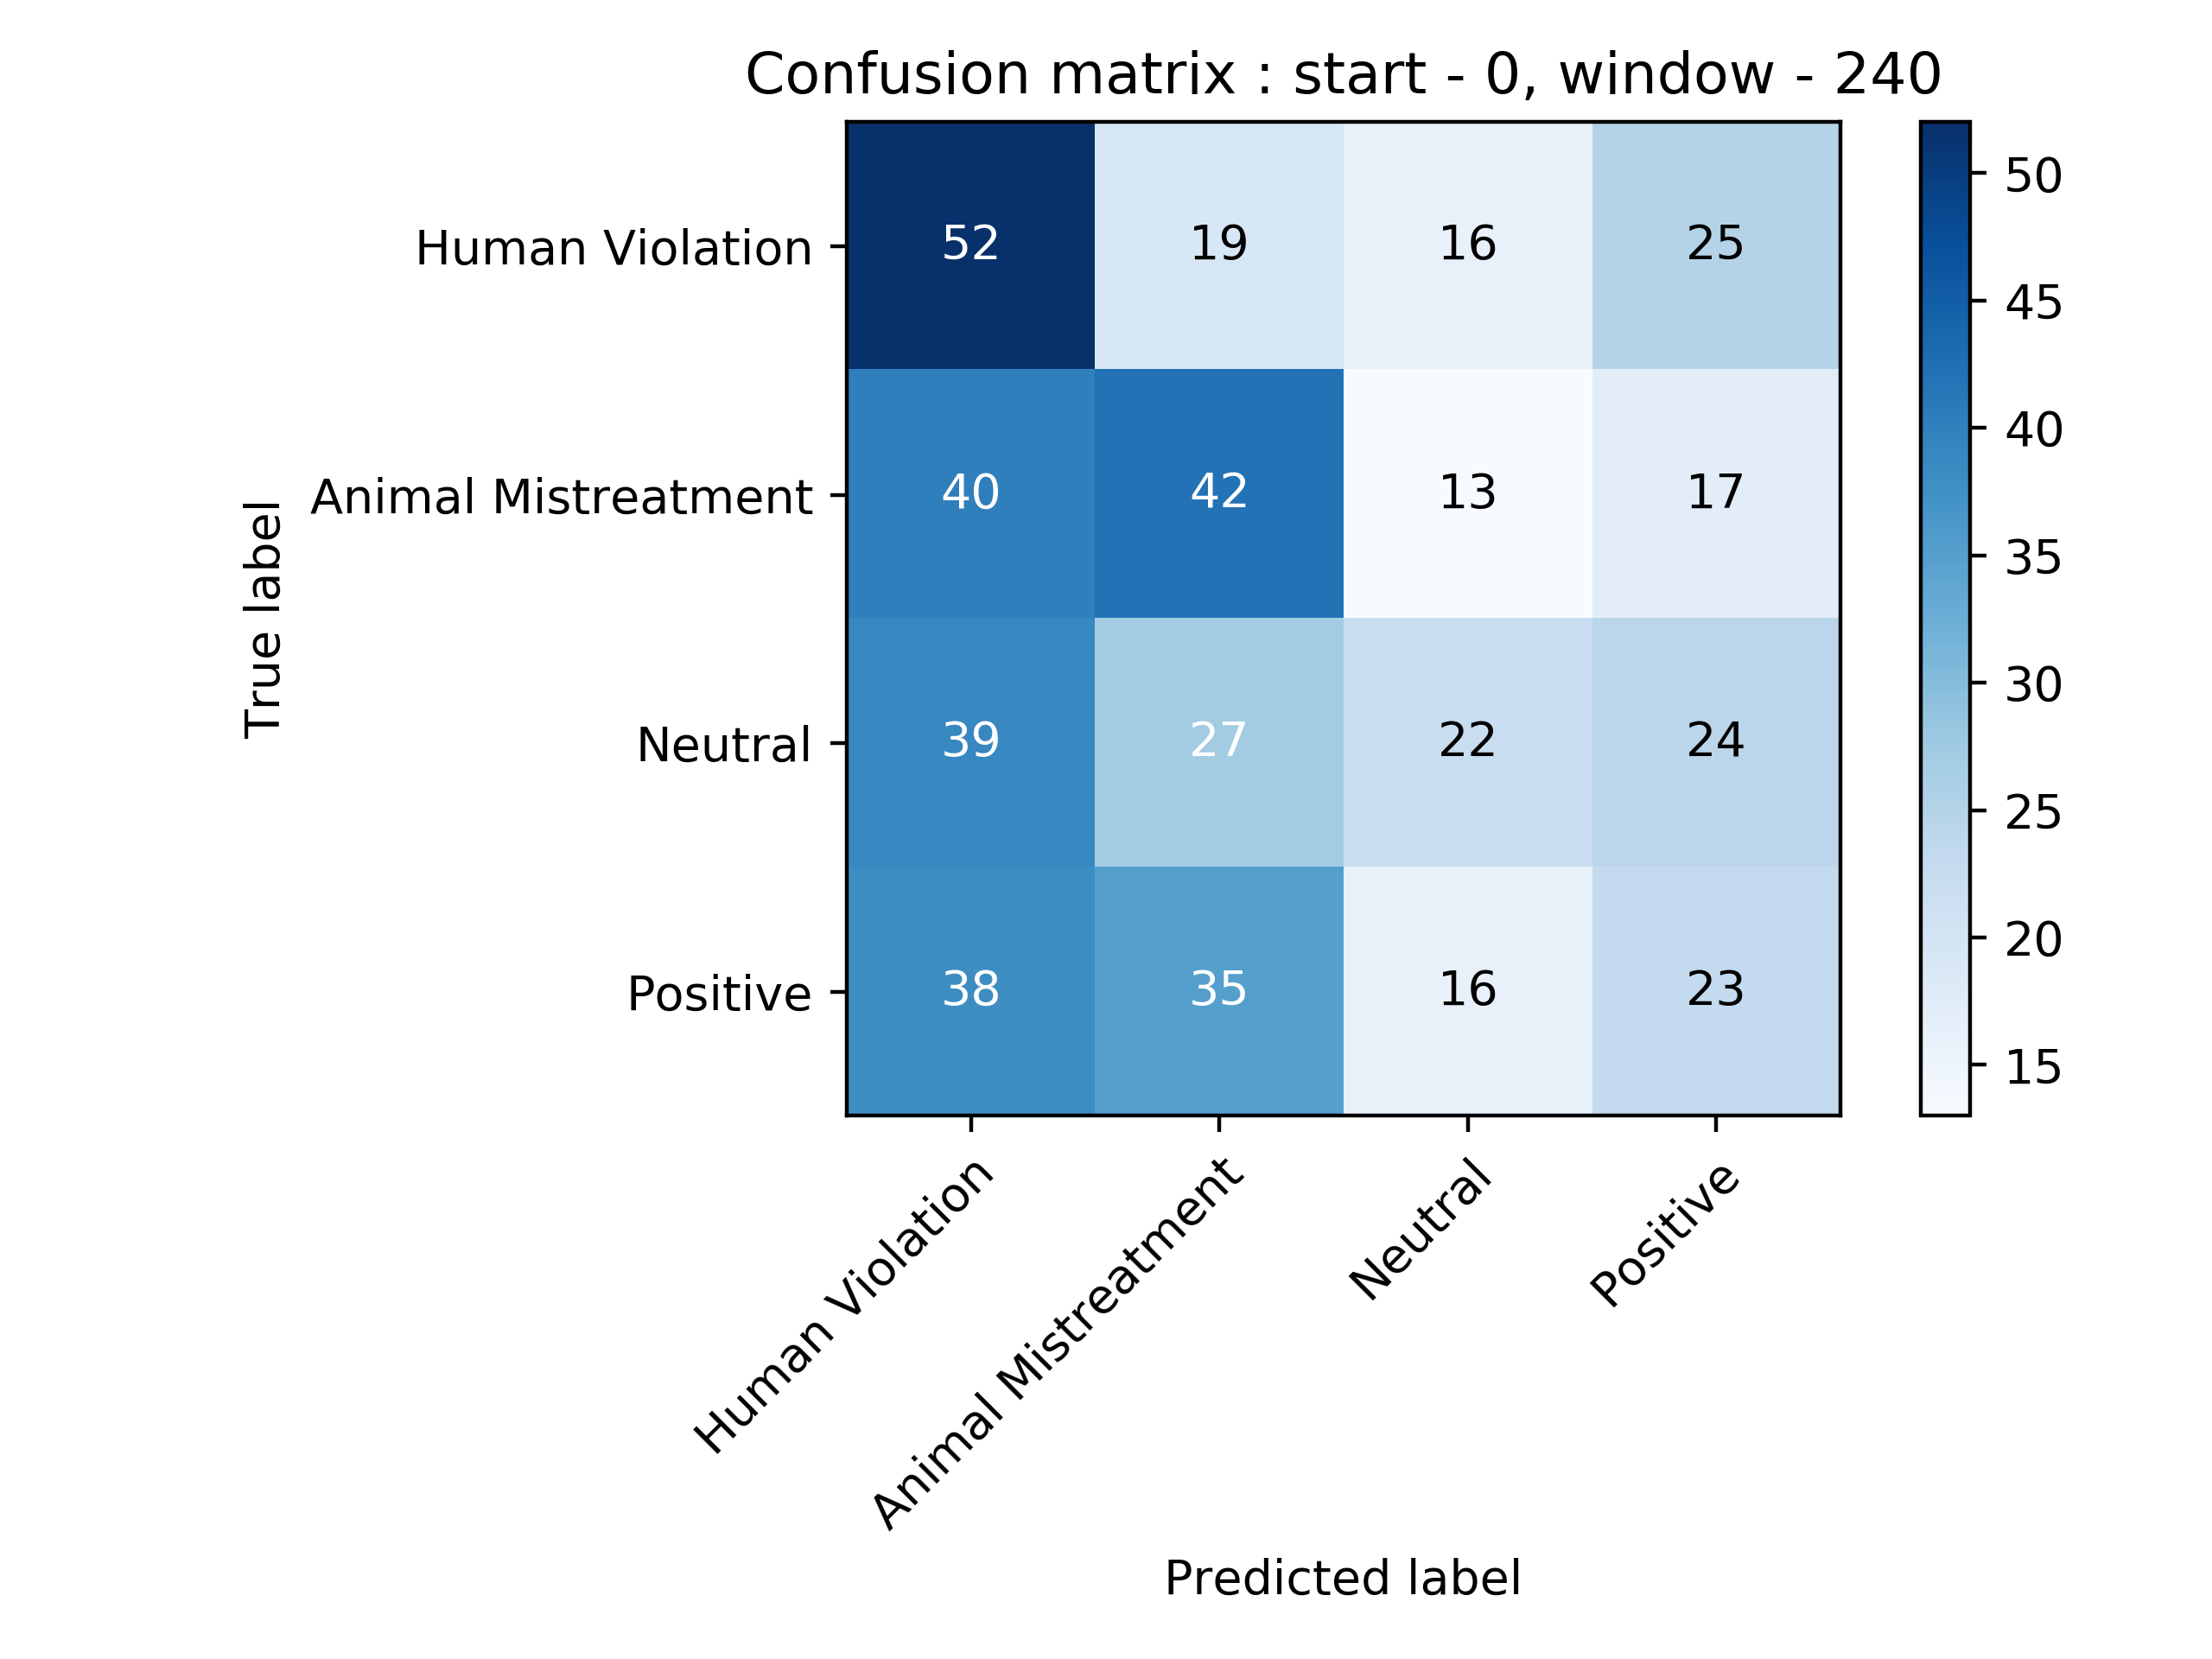 Confusion matrix : start - 0, window - 240
True label
Human Violation 52 19 16 25
Animal Mistreatment 40 42 13 17
Neutral 39 27 22 24
Positive 38 35 16 23
50
45
40
35
30
25
20
15
Human Violation
Animal Mistreatment
Neutral
Positive
Predicted label